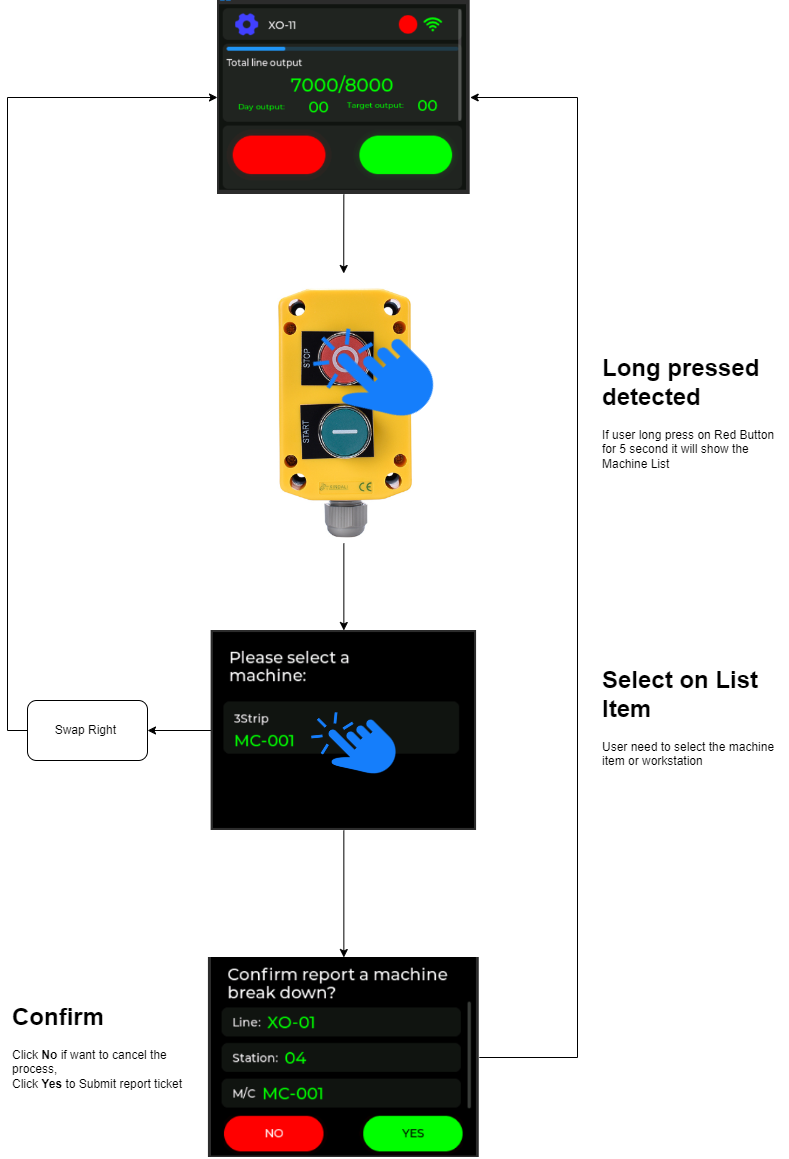 XO-11
Total line output
7000/8000
Day output: 00 Target output: 00
STOP
START
CE
Long pressed
detected
If user long press on Red Button
for 5 second it will show the
Machine List
Please select a
machine:
3Strip
MC-001
Swap Right
Select on List
Item
User need to select the machine
item or workstation
Confirm report a machine
break down?
Line: XO-01
Station: 04
M/C MC-001
NO YES
Confirm
Click No if want to cancel the
process,
Click Yes to Submit report ticket